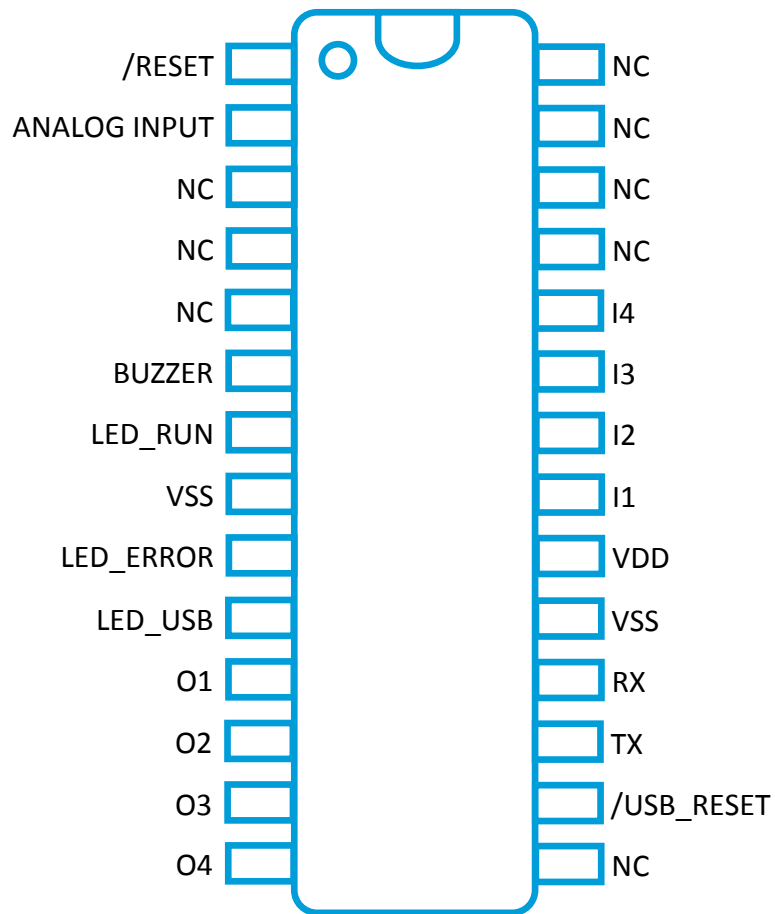 /RESET
ANALOG INPUT
NC
NC
NC
BUZZER
LED_RUN
VSS
LED_ERROR
LED_USB
O1
O2
O3
O4
NC
NC
NC
NC
I4
I3
I2
I1
VDD
VSS
RX
TX
/USB_RESET
NC